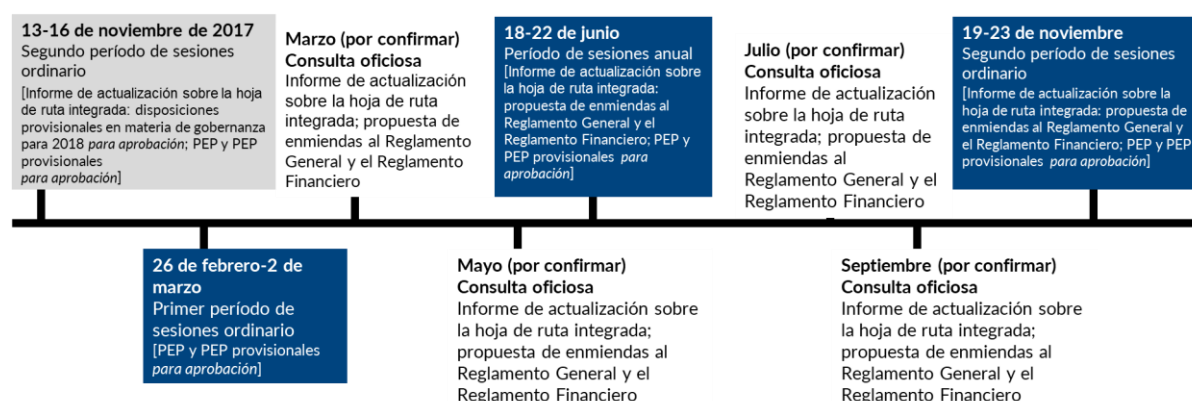 13-16 de noviembre de 2017
Segundo período de sesiones
ordinario
[Informe de actualización sobre la hoja
de ruta integrada: disposiciones
provisionales en materia de gobernanza
para 2018 para aprobación; PEP y PEP
provisionales
para aprobación]
Marzo (por confirmar)
Consulta oficiosa
Informe de actualización
sobre la hoja de ruta
integrada; propuesta de
enmiendas al Reglamento
General y el Reglamento
Financiero
18-22 de junio
Período de sesiones anual
[Informe de actualización sobre
la hoja de ruta integrada:
propuesta de enmiendas al
Reglamento General y el
Reglamento Financiero; PEP y
PEP provisionales para
aprobación]
Julio (por confirmar)
Consulta oficiosa
Informe de actualización
sobre la hoja de ruta
integrada; propuesta de
enmiendas al
Reglamento General y el
Reglamento Financiero
19-23 de noviembre
Segundo período de sesiones
ordinario
[Informe de actualización sobre la
hoja de ruta integrada: propuesta de
enmiendas al Reglamento General y
el Reglamento Financiero; PEP y PEP
provisionales para aprobación]
26 de febrero-2 de
marzo
Primer período de
sesiones ordinario
[PEP y PEP provisionales
para aprobación]
Mayo (por confirmar)
Consulta oficiosa
Informe de actualización sobre
la hoja de ruta integrada;
propuesta de enmiendas al
Reglamento General y el
Reglamento Financiero
Septiembre (por confirmar)
Consulta oficiosa
Informe de actualización sobre
la hoja de ruta integrada;
propuesta de enmiendas al
Reglamento General y el
Reglamento Financiero